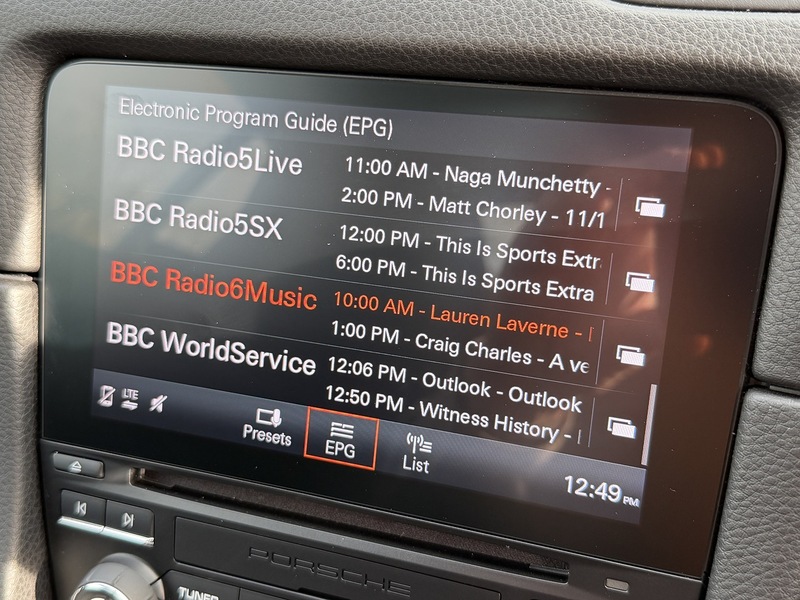 Electronic Program Guide (EPG)
BBC Radio5Live
11:00 AM - Naga Munchetty -
2:00 PM - Matt Chorley - 11/1
BBC Radio5SX
12:00 PM - This Is Sports Extr
6:00 PM - This Is Sports Extra
BBC Radio6Music
10:00 AM - Lauren Laverne -
1:00 PM - Craig Charles - A ve
BBC WorldService
12:06 PM - Outlook - Outlook
12:50 PM - Witness History -
LTE
Presets
EPG
List
12:49 PM
PORSCHE
TUNER